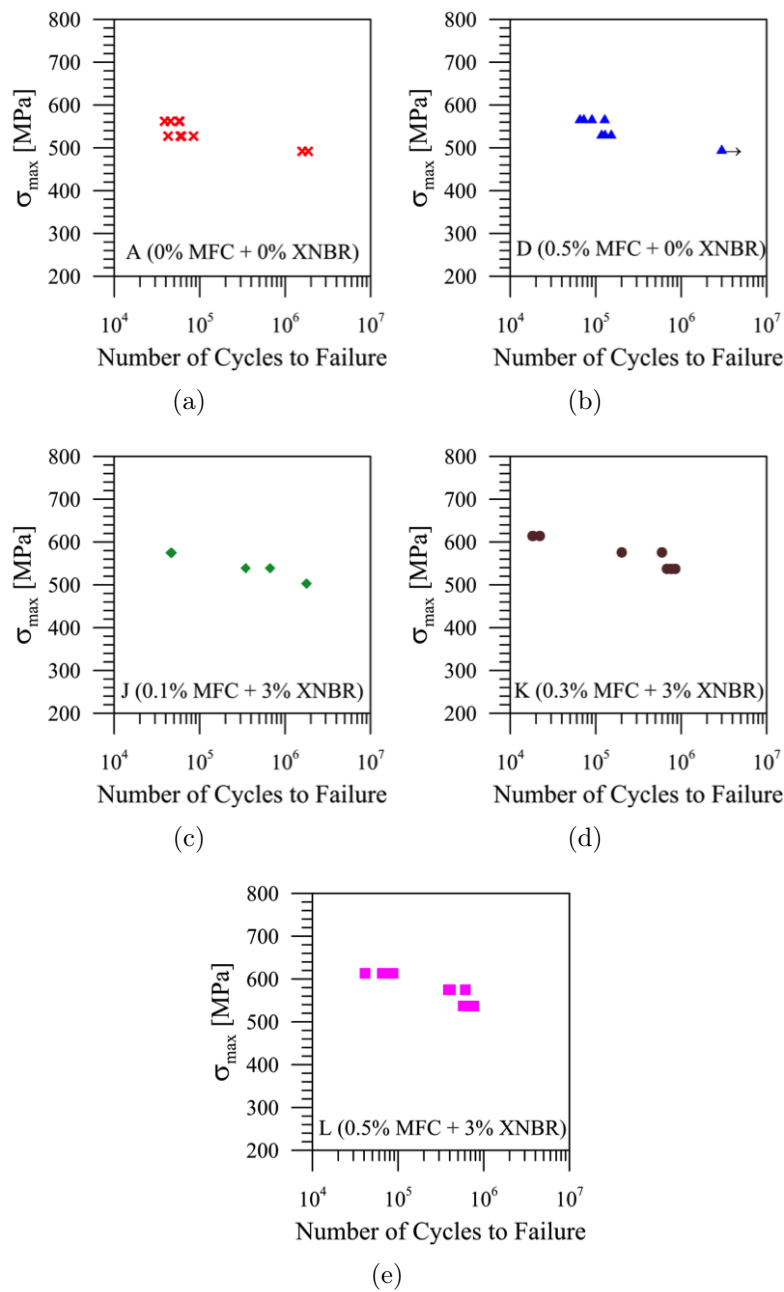 800
700
600
500
400
300
200
σmax [MPa]
A (0% MFC + 0% XNBR)
10^4 10^5 10^6 10^7
Number of Cycles to Failure
(a)
800
700
600
500
400
300
200
σmax [MPa]
D (0.5% MFC + 0% XNBR)
10^4 10^5 10^6 10^7
Number of Cycles to Failure
(b)
800
700
600
500
400
300
200
σmax [MPa]
J (0.1% MFC + 3% XNBR)
10^4 10^5 10^6 10^7
Number of Cycles to Failure
(c)
800
700
600
500
400
300
200
σmax [MPa]
K (0.3% MFC + 3% XNBR)
10^4 10^5 10^6 10^7
Number of Cycles to Failure
(d)
800
700
600
500
400
300
200
σmax [MPa]
L (0.5% MFC + 3% XNBR)
10^4 10^5 10^6 10^7
Number of Cycles to Failure
(e)